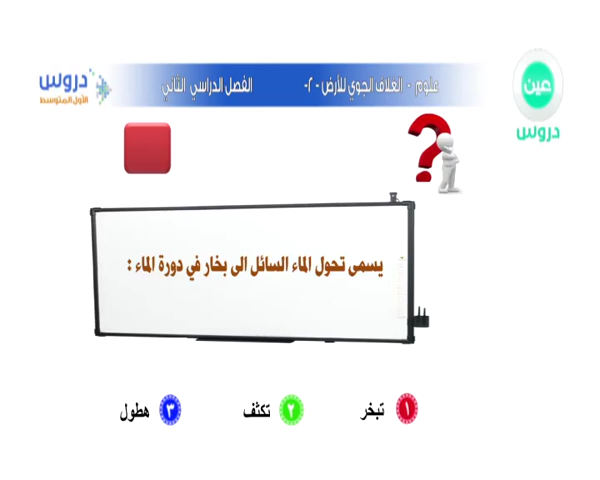 علوم - الغلاف الجوي للأرض -٢- الفصل الدراسي الثاني
دروس
الأول المتوسط
عين
دروس
يسمى تحول الماء السائل الى بخار في دورة الماء :
١ تبخر
٢ تكثف
٣ هطول